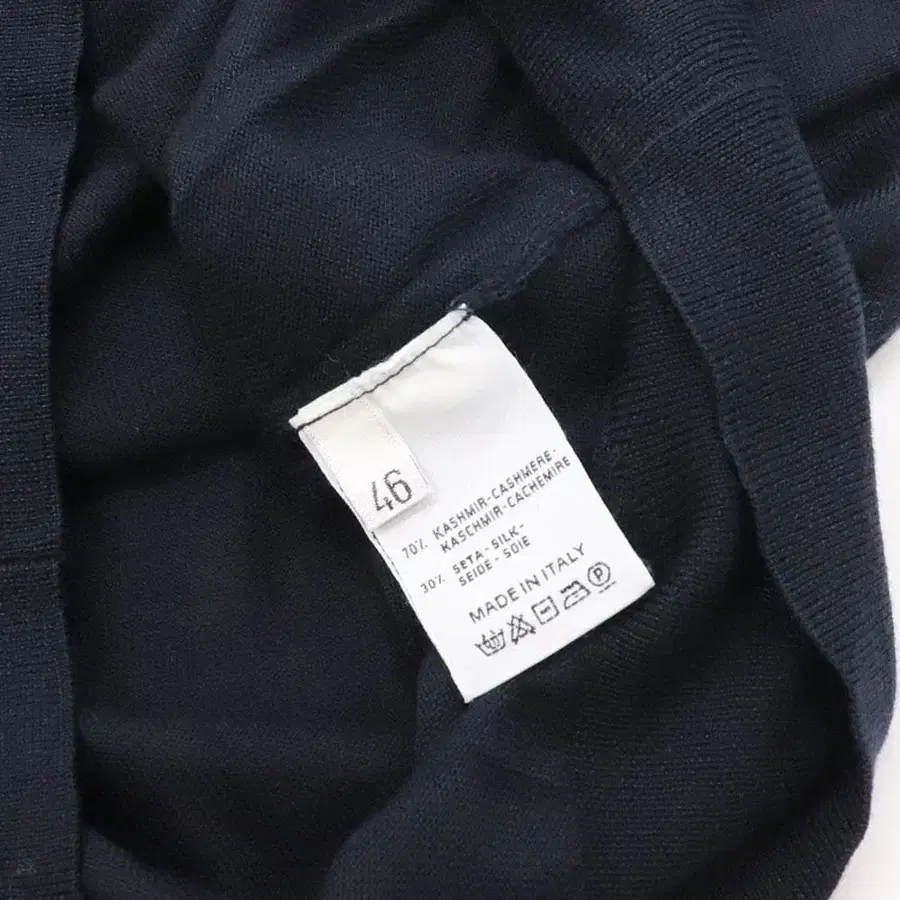 46
70% KASHMIR-CASHMERE-
KASCHMIR-CACHEMIRE
30% SETA-SILK-
SEIDE-SOIE
MADE IN ITALY
P